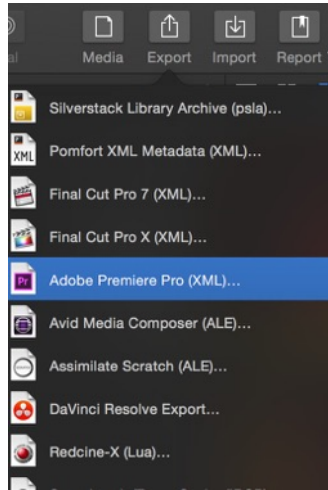 al
Media Export Import Report
Silverstack Library Archive (psla)...
XML
Pomfort XML Metadata (XML)...
Final Cut Pro 7 (XML)...
Final Cut Pro X (XML)...
Pr
Adobe Premiere Pro (XML)...
Avid Media Composer (ALE)...
Assimilate Scratch (ALE)...
DaVinci Resolve Export...
Redcine-X (Lua)...